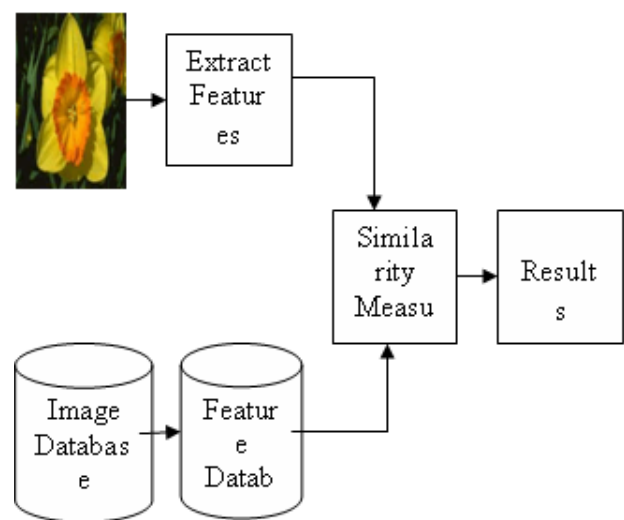 Extract
Featur
es
Simila
rity
Measu
Result
s
Image
Databas
e
Featur
e
Datab